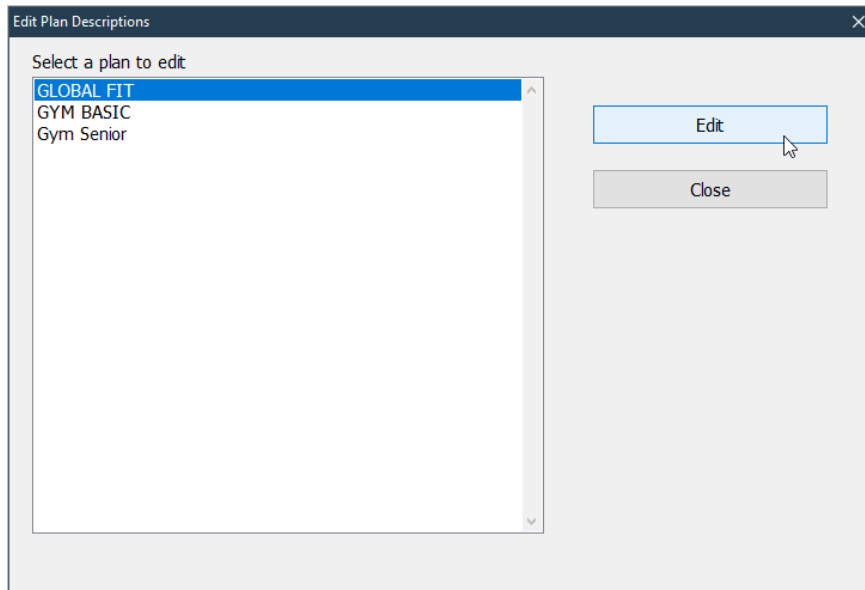 Edit Plan Descriptions
Select a plan to edit
GLOBAL FIT
GYM BASIC
Gym Senior
Edit
Close